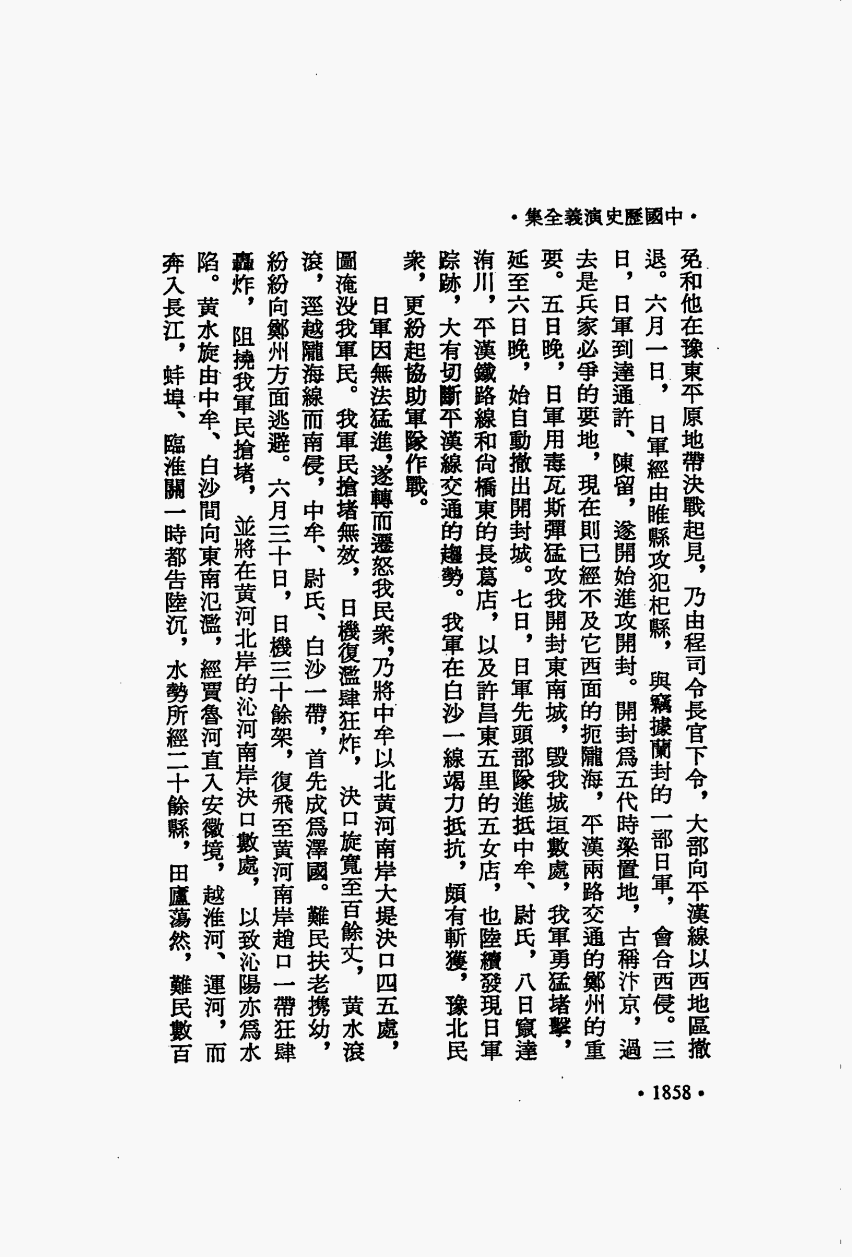 ·中國歷史演義全集·
免和他在豫東平原地帶決戰起見，乃由程司令長官下令，大部向平漢線以西地區撤
退。六月一日，日軍經由睢縣攻犯杞縣，與竊據蘭封的一部日軍，會合西侵。三
日，日軍到達通許、陳留，遂開始進攻開封。開封爲五代時梁置地，古稱汴京，過
去是兵家必爭的要地，現在則已經不及它西面的扼隴海，平漢兩路交通的鄭州的重
要。五日晚，日軍用毒瓦斯彈猛攻我開封東南城，毀我城垣數處，我軍勇猛堵擊，
延至六日晚，始自動撤出開封城。七日，日軍先頭部隊進抵中牟、尉氏，八日竄達
洧川，平漢鐵路線和尙橋東的長葛店，以及許昌東五里的五女店，也陸續發現日軍
踪跡，大有切斷平漢線交通的趨勢。我軍在白沙一線竭力抵抗，頗有斬獲，豫北民
衆，更紛起協助軍隊作戰。
日軍因無法猛進，遂轉而遷怒我民衆，乃將中牟以北黃河南岸大堤決口四五處，
圖淹没我軍民。我軍民搶堵無效，日機復濫肆狂炸，決口旋寬至百餘丈，黃水滾
滾，逕越隴海線而南侵，中牟、尉氏、白沙一帶，首先成爲澤國。難民扶老携幼，
紛紛向鄭州方面逃避。六月三十日，日機三十餘架，復飛至黃河南岸趙口一帶狂肆
轟炸，阻撓我軍民搶堵，並將在黃河北岸的沁河南岸決口數處，以致沁陽亦爲水
陷。黃水旋由中牟、白沙間向東南氾濫，經賈魯河直入安徽境，越淮河、運河，而
奔入長江，蚌埠、臨淮關一時都告陸沉，水勢所經二十餘縣，田廬蕩然，難民數百
·1858·